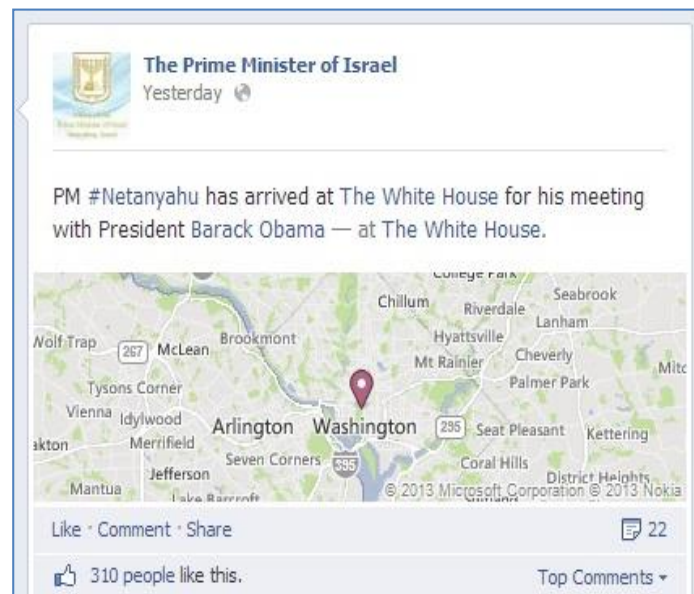 The Prime Minister of Israel
Yesterday
PM #Netanyahu has arrived at The White House for his meeting
with President Barack Obama — at The White House.
College Park
Chillum
Riverdale
Seabrook
Lanham
Wolf Trap
267
McLean
Brookmont
Hyattsville
Mt Rainier
Cheverly
Mitc
Tysons Corner
Palmer Park
Vienna
Idylwood
Arlington
Washington
295
Seat Pleasant
Kettering
akton
Merrifield
Seven Corners
395
Coral Hills
Jefferson
District Heights
Mantua
Lake Barcroft
© 2013 Microsoft Corporation © 2013 Nokia
Like · Comment · Share
22
310 people like this.
Top Comments